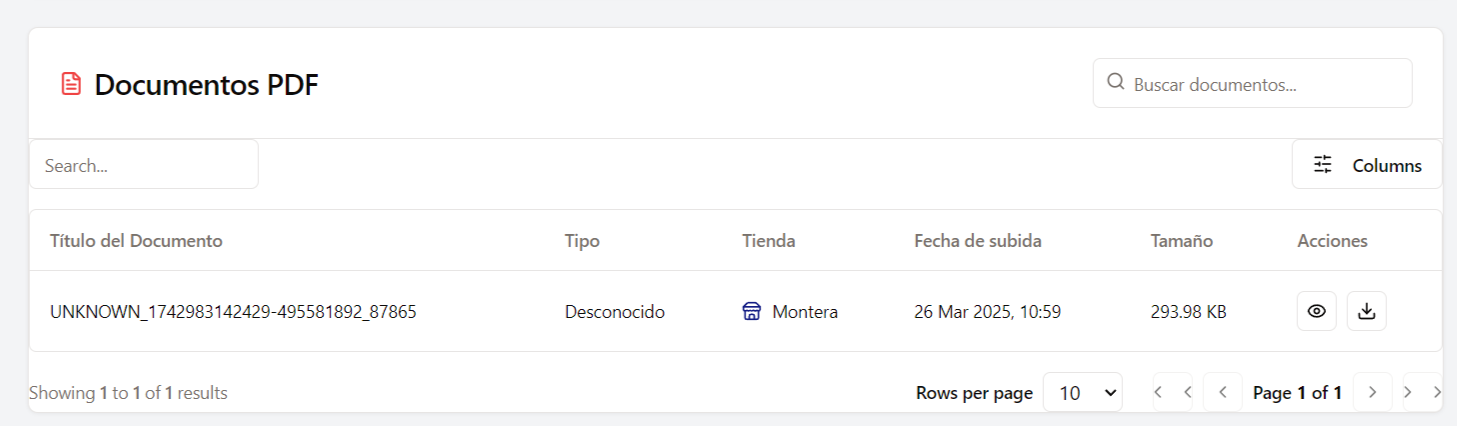 Documentos PDF
Buscar documentos...
Search...
Columns
Título del Documento Tipo Tienda Fecha de subida Tamaño Acciones
UNKNOWN_1742983142429-495581892_87865 Desconocido Montera 26 Mar 2025, 10:59 293.98 KB
Showing 1 to 1 of 1 results Rows per page 10 Page 1 of 1